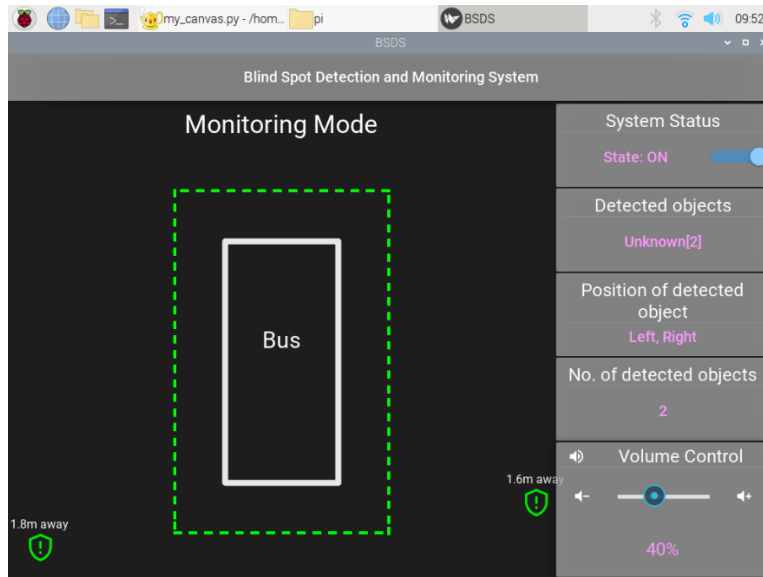 my_canvas.py - /hom...
pi
BSDS
09:52
BSDS
Blind Spot Detection and Monitoring System
Monitoring Mode
Bus
1.8m away
1.6m away
System Status
State: ON
Detected objects
Unknown[2]
Position of detected
object
Left, Right
No. of detected objects
2
Volume Control
40%